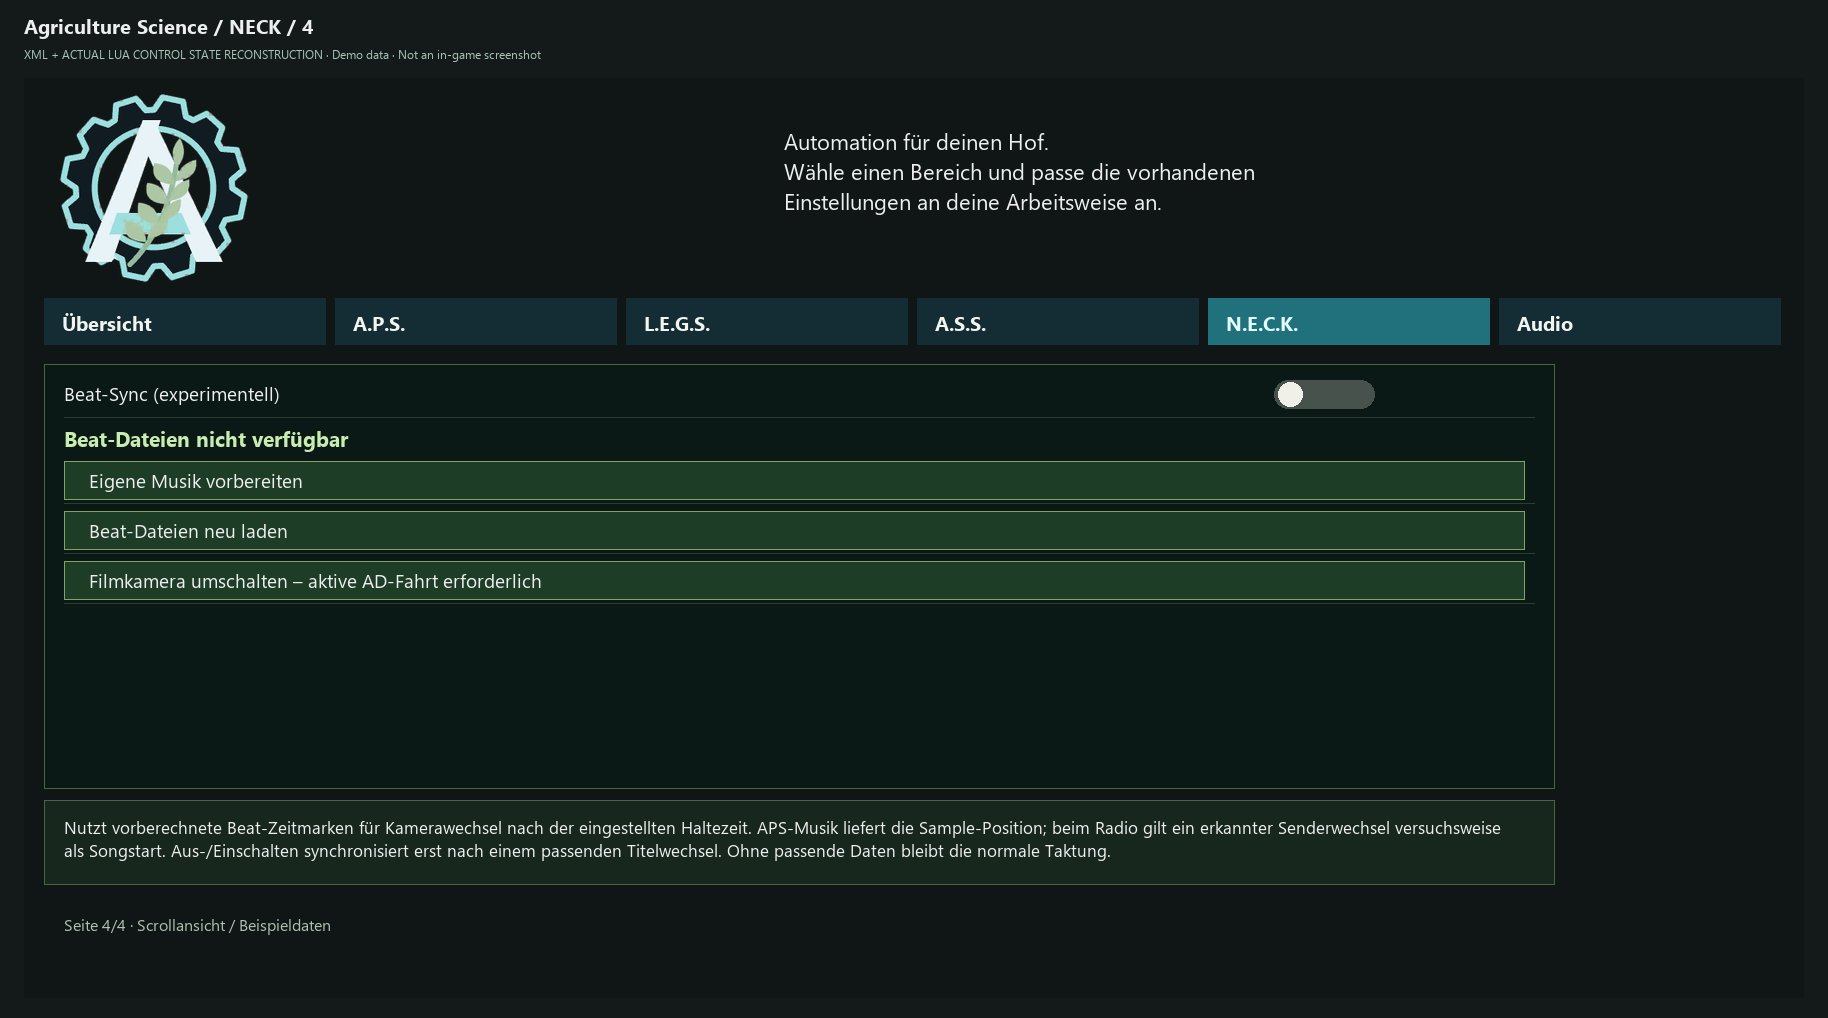 Agriculture Science / NECK / 4
XML + ACTUAL LUA CONTROL STATE RECONSTRUCTION · Demo data · Not an in-game screenshot
Automation für deinen Hof.
Wähle einen Bereich und passe die vorhandenen
Einstellungen an deine Arbeitsweise an.
Übersicht
A.P.S.
L.E.G.S.
A.S.S.
N.E.C.K.
Audio
Beat-Sync (experimentell)
Beat-Dateien nicht verfügbar
Eigene Musik vorbereiten
Beat-Dateien neu laden
Filmkamera umschalten – aktive AD-Fahrt erforderlich
Nutzt vorberechnete Beat-Zeitmarken für Kamerawechsel nach der eingestellten Haltezeit. APS-Musik liefert die Sample-Position; beim Radio gilt ein erkannter Senderwechsel versuchsweise
als Songstart. Aus-/Einschalten synchronisiert erst nach einem passenden Titelwechsel. Ohne passende Daten bleibt die normale Taktung.
Seite 4/4 · Scrollansicht / Beispieldaten